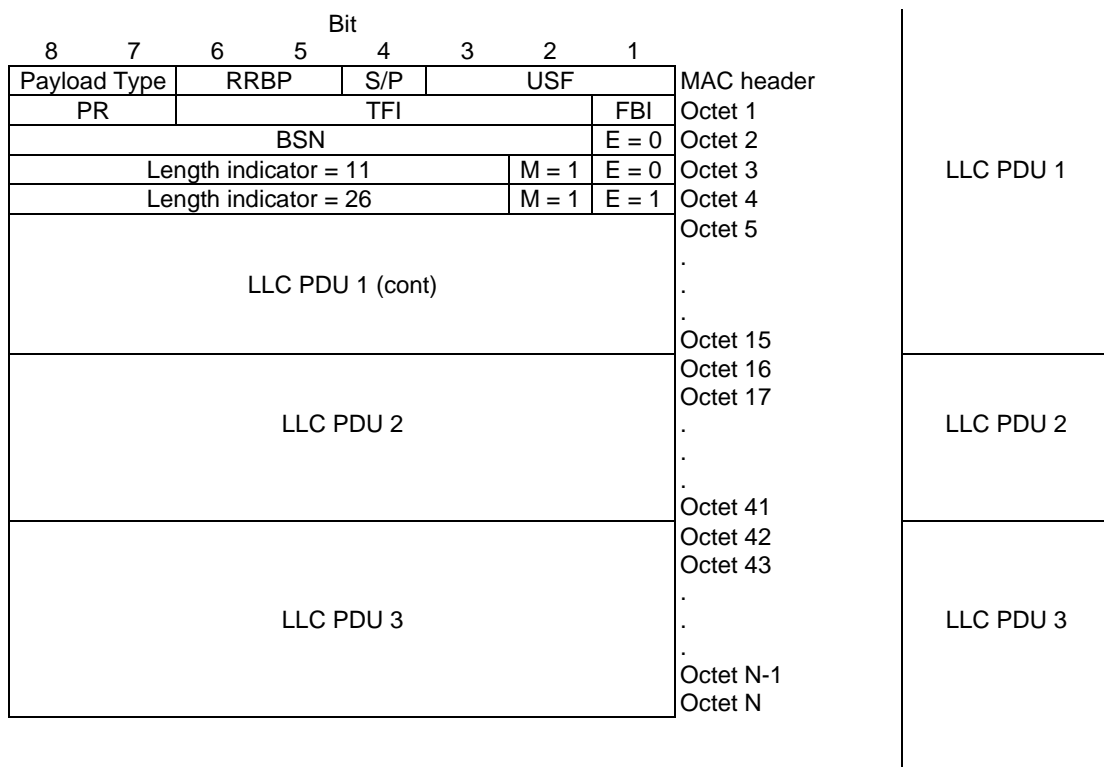 Bit
8 7 6 5 4 3 2 1
Payload Type RRBP S/P USF MAC header
PR TFI FBI Octet 1
BSN E = 0 Octet 2
Length indicator = 11 M = 1 E = 0 Octet 3 LLC PDU 1
Length indicator = 26 M = 1 E = 1 Octet 4
Octet 5
.
LLC PDU 1 (cont) .
.
Octet 15
Octet 16
Octet 17
LLC PDU 2 . LLC PDU 2
.
.
Octet 41
Octet 42
Octet 43
.
LLC PDU 3 . LLC PDU 3
.
Octet N-1
Octet N